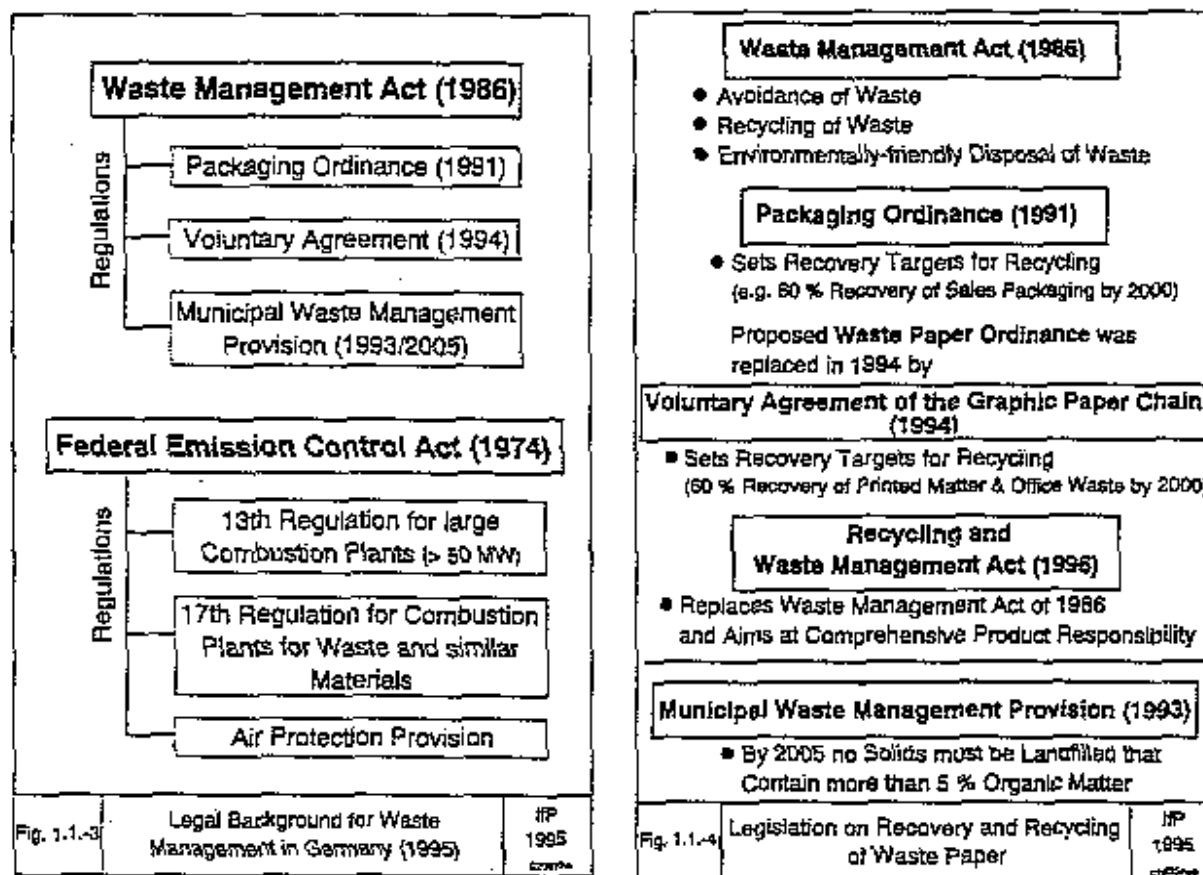 Waste Management Act (1986)
Regulations
Packaging Ordinance (1991)
Voluntary Agreement (1994)
Municipal Waste Management
Provision (1993/2005)
Federal Emission Control Act (1974)
Regulations
13th Regulation for large
Combustion Plants (> 50 MW)
17th Regulation for Combustion
Plants for Waste and similar
Materials
Air Protection Provision
Fig. 1.1.-3
Legal Background for Waste
Management in Germany (1995)
IfP
1995
Waste Management Act (1986)
• Avoidance of Waste
• Recycling of Waste
• Environmentally-friendly Disposal of Waste
Packaging Ordinance (1991)
• Sets Recovery Targets for Recycling
(e.g. 60 % Recovery of Sales Packaging by 2000)
Proposed Waste Paper Ordinance was
replaced in 1994 by
Voluntary Agreement of the Graphic Paper Chain
(1994)
• Sets Recovery Targets for Recycling
(60 % Recovery of Printed Matter & Office Waste by 2000)
Recycling and
Waste Management Act (1996)
• Replaces Waste Management Act of 1986
and Aims at Comprehensive Product Responsibility
Municipal Waste Management Provision (1993)
• By 2005 no Solids must be Landfilled that
Contain more than 5 % Organic Matter
Fig. 1.1.-4
Legislation on Recovery and Recycling
of Waste Paper
IfP
1995